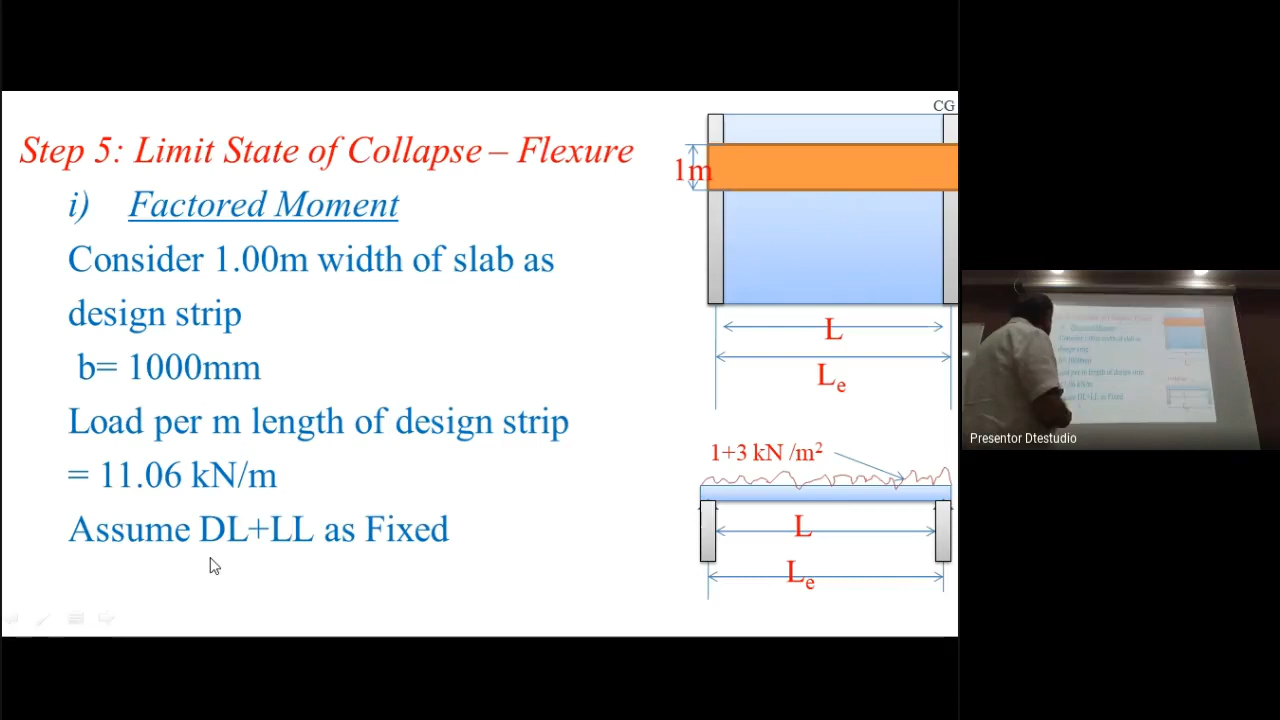 Step 5: Limit State of Collapse – Flexure
i) Factored Moment
Consider 1.00m width of slab as
design strip
b= 1000mm
Load per m length of design strip
= 11.06 kN/m
Assume DL+LL as Fixed
CG
1m
L
Le
1+3 kN /m²
L
Le
Presentor Dtestudio